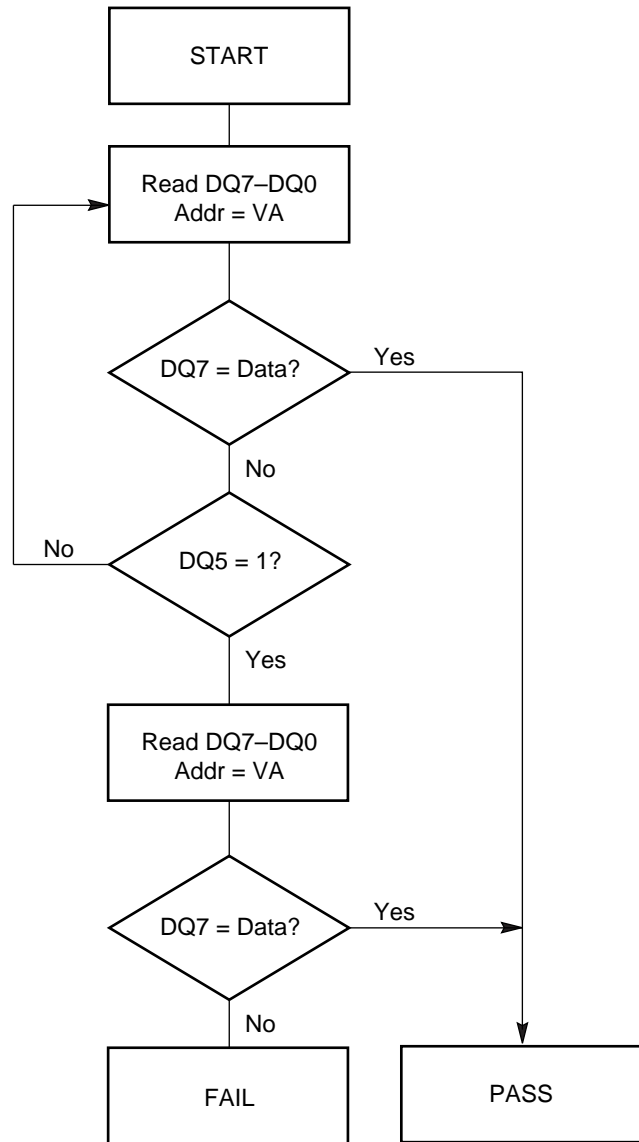 START
Read DQ7–DQ0
Addr = VA
DQ7 = Data?
Yes
No
No
DQ5 = 1?
Yes
Read DQ7–DQ0
Addr = VA
DQ7 = Data?
Yes
No
FAIL
PASS